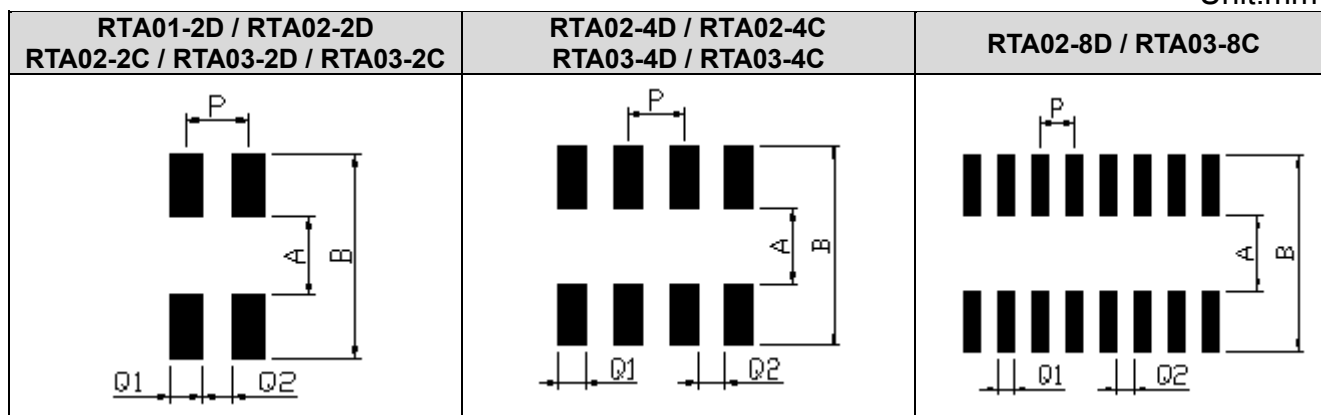 Unit:mm
RTA01-2D / RTA02-2D
RTA02-2C / RTA03-2D / RTA03-2C
RTA02-4D / RTA02-4C
RTA03-4D / RTA03-4C
RTA02-8D / RTA03-8C
P
A
B
Q1
Q2
P
A
B
Q1
Q2
P
A
B
Q1
Q2